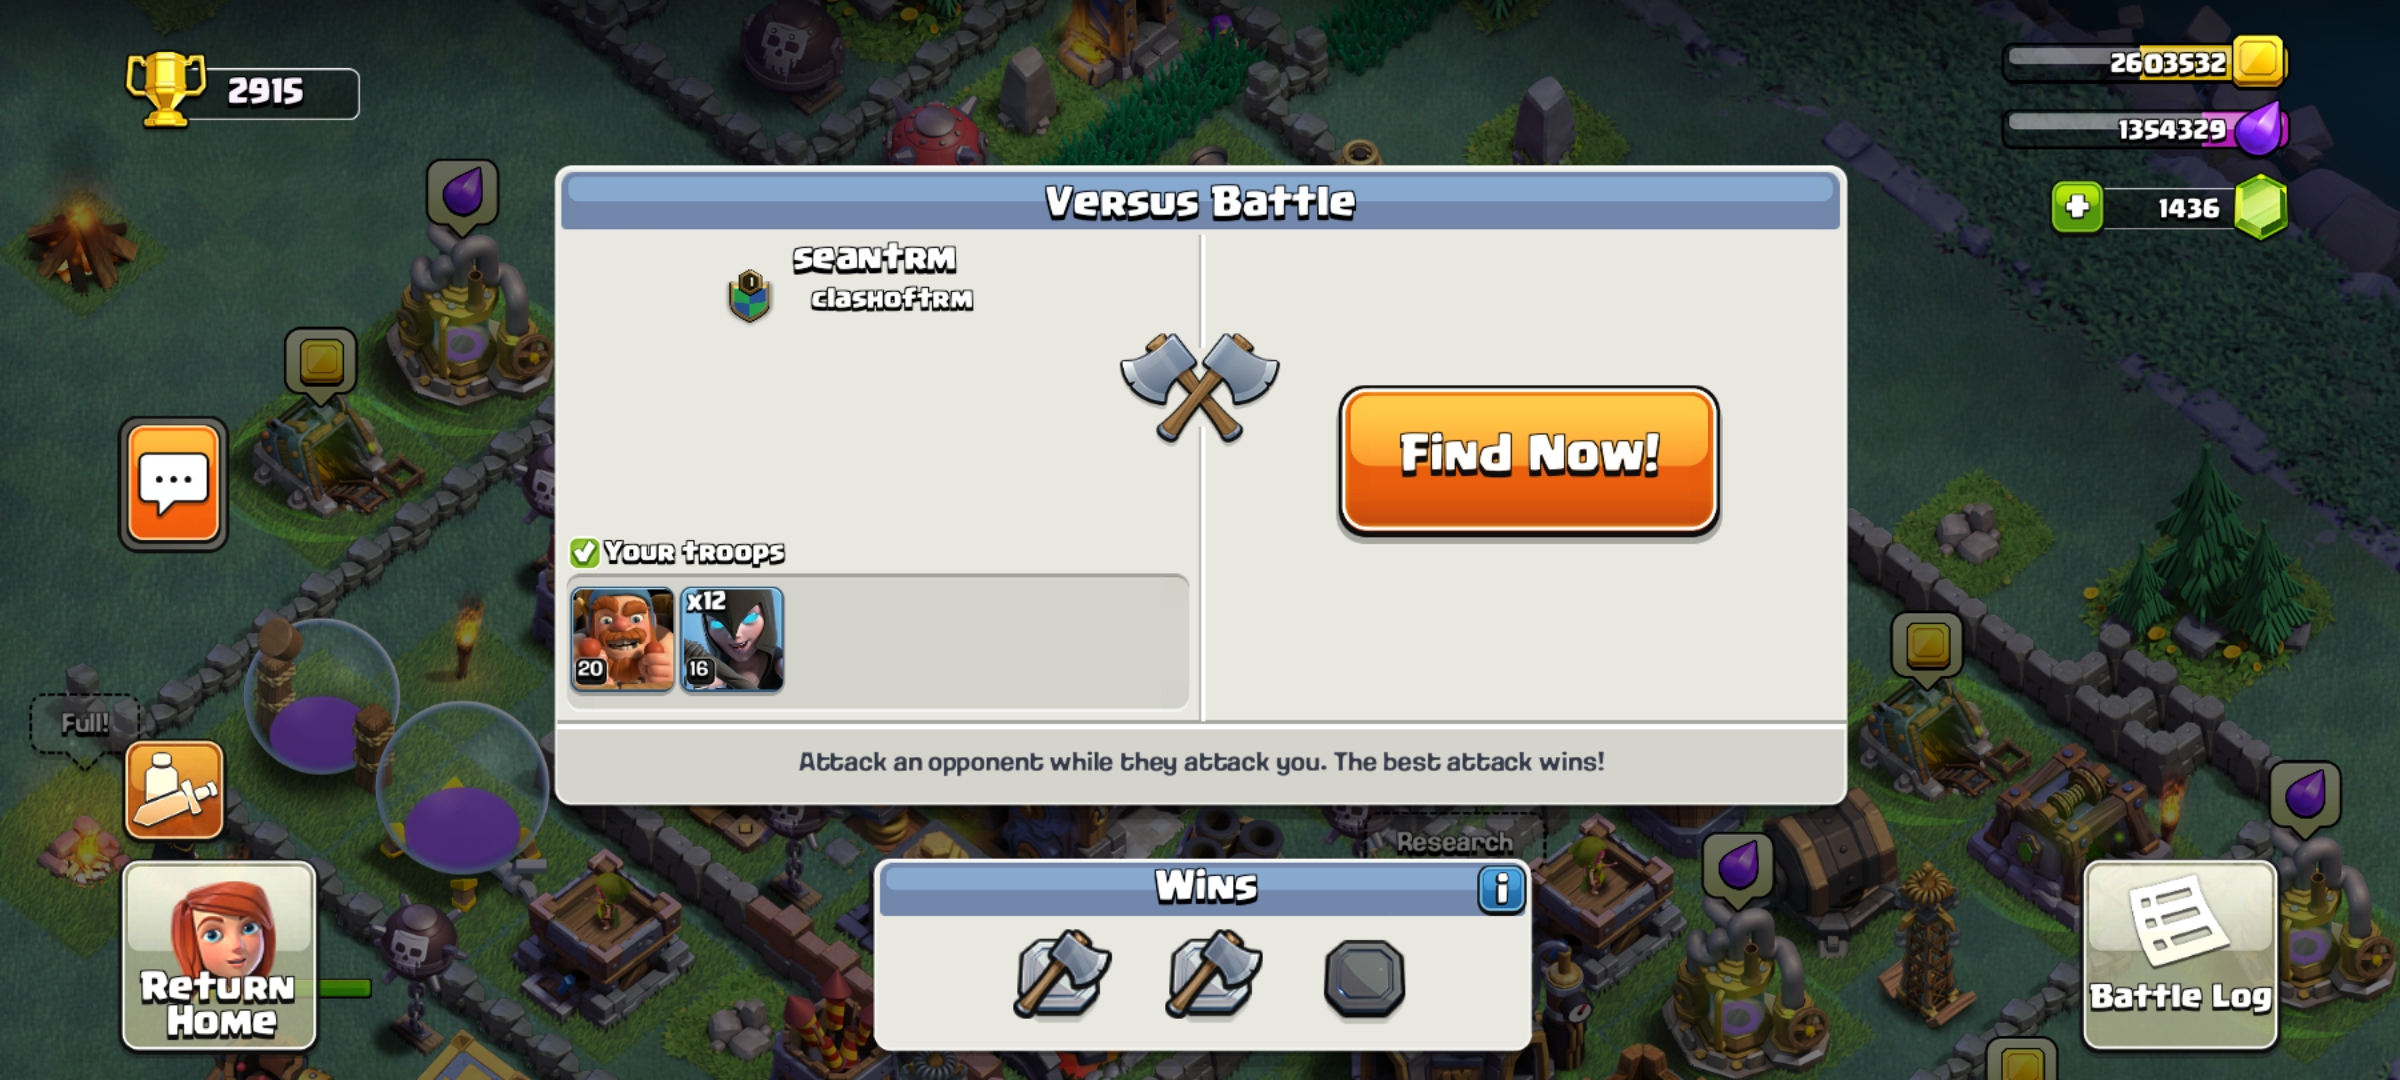 2915
2603532
1354329
1436
Versus Battle
seantrm
clashoftrm
1
Find Now!
Your troops
20
x12
16
Full!
Attack an opponent while they attack you. The best attack wins!
Research
Wins
i
Return
Home
Battle Log